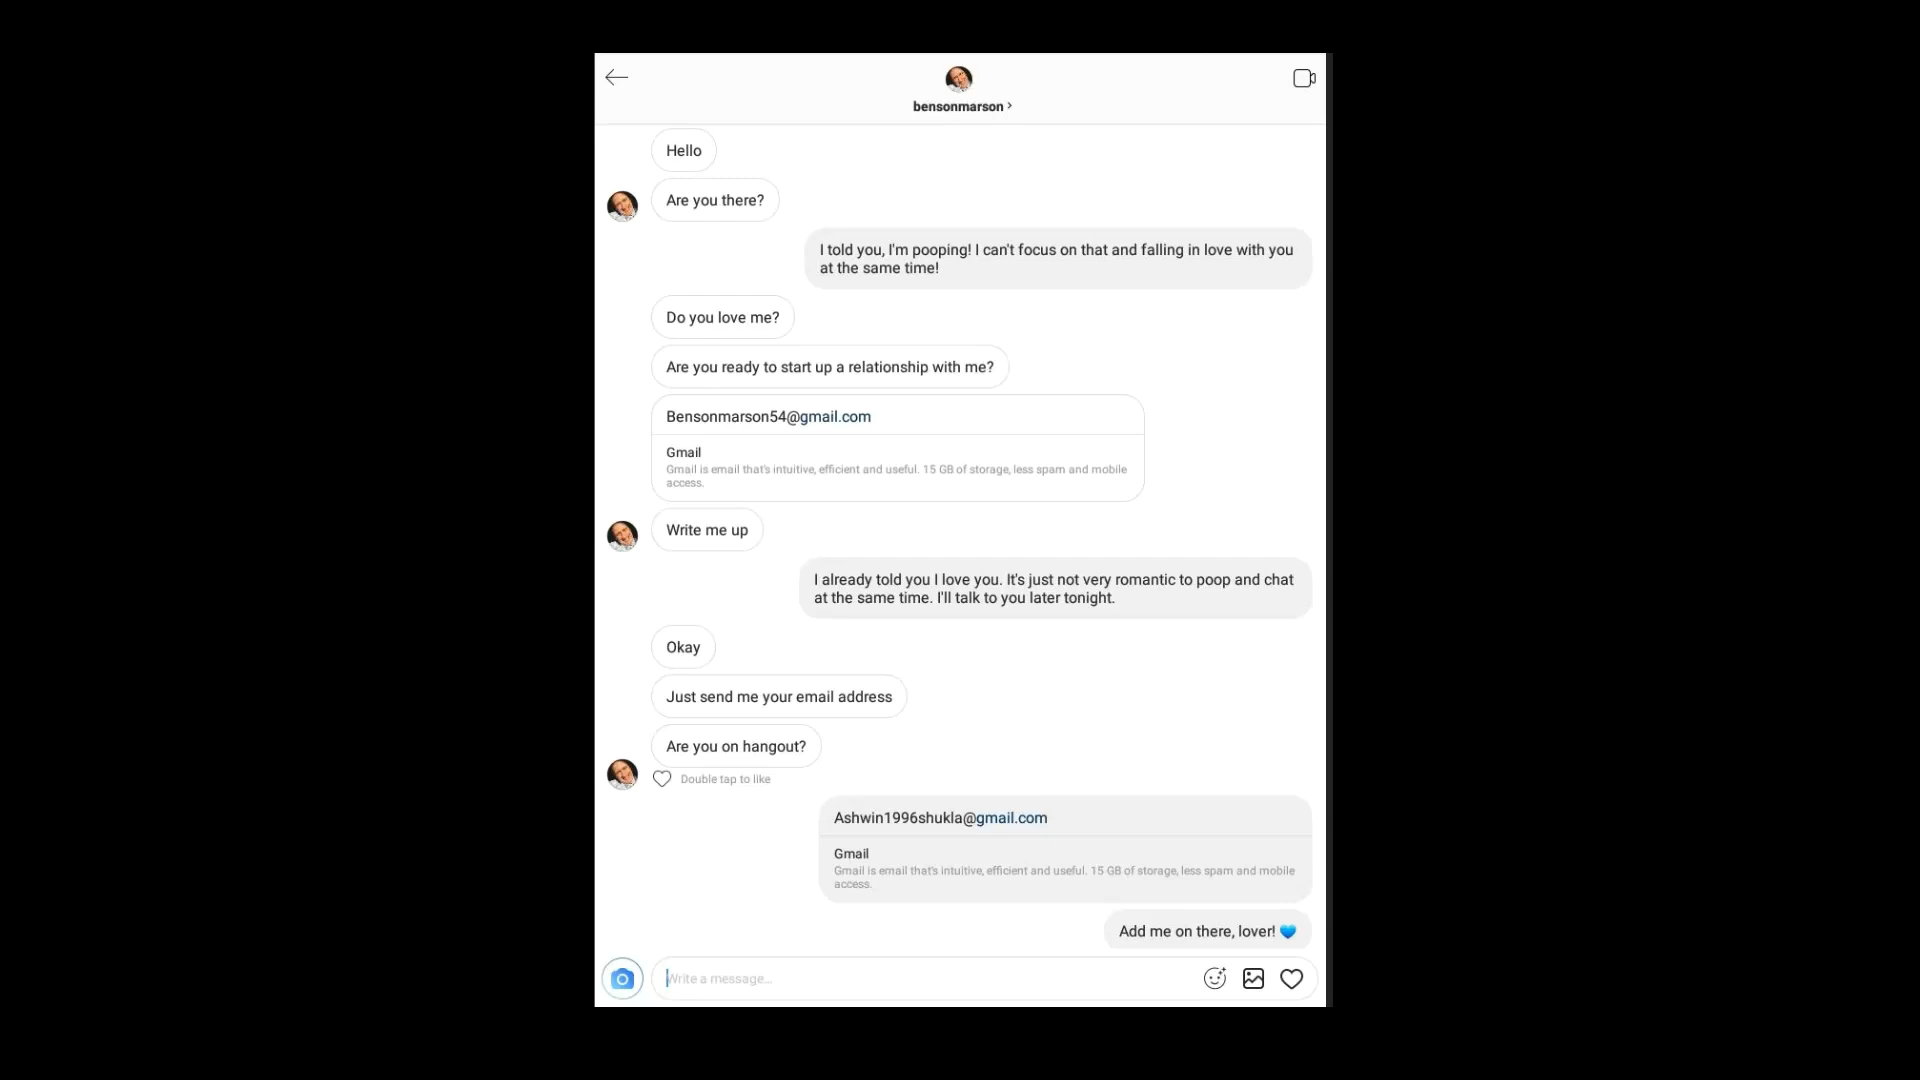 bensonmarson >
Hello
Are you there?
I told you, I'm pooping! I can't focus on that and falling in love with you
at the same time!
Do you love me?
Are you ready to start up a relationship with me?
Bensonmarson54@gmail.com
Gmail
Gmail is email that's intuitive, efficient and useful. 15 GB of storage, less spam and mobile
access.
Write me up
I already told you I love you. It's just not very romantic to poop and chat
at the same time. I'll talk to you later tonight.
Okay
Just send me your email address
Are you on hangout?
Double tap to like
Ashwin1996shukla@gmail.com
Gmail
Gmail is email that's intuitive, efficient and useful. 15 GB of storage, less spam and mobile
access.
Add me on there, lover! 💙
Write a message...